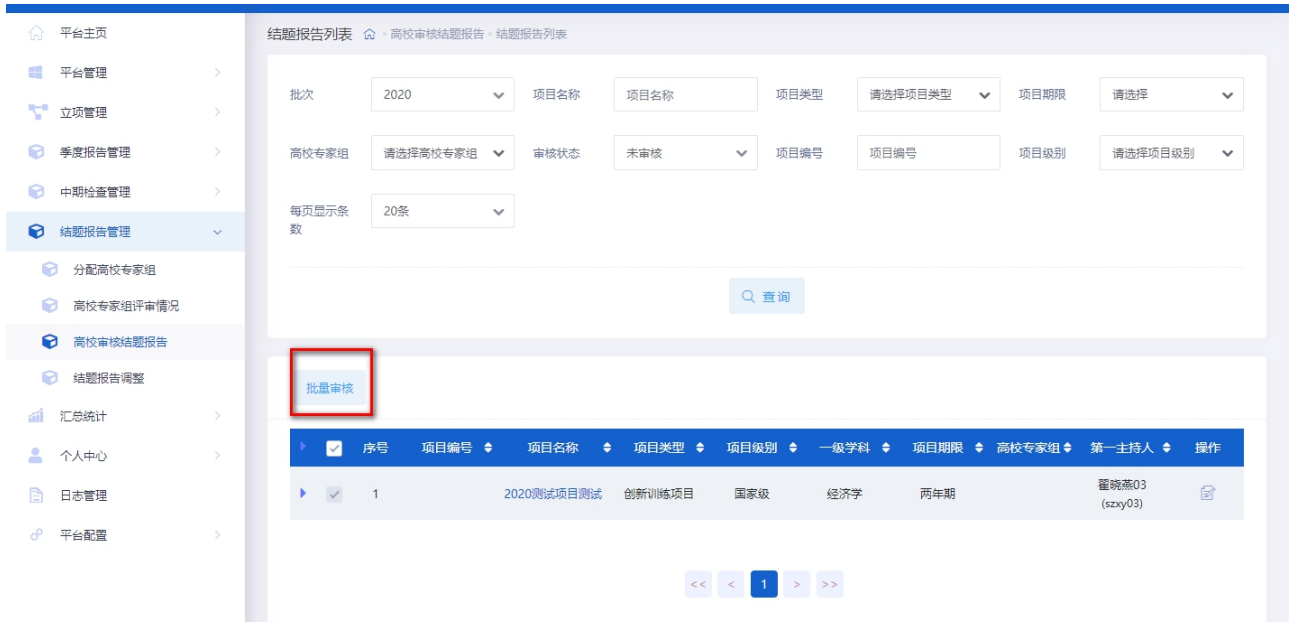 平台主页
平台管理
立项管理
季度报告管理
中期检查管理
结题报告管理
分配高校专家组
高校专家组评审情况
高校审核结题报告
结题报告调整
汇总统计
个人中心
日志管理
平台配置
结题报告列表 - 高校审核结题报告 - 结题报告列表
批次 2020 项目名称 项目名称 项目类型 请选择项目类型 项目期限 请选择
高校专家组 请选择高校专家组 审核状态 未审核 项目编号 项目编号 项目级别 请选择项目级别
每页显示条 20条
数
查询
批量审核
序号 项目编号 项目名称 项目类型 项目级别 一级学科 项目期限 高校专家组 第一主持人 操作
1 2020测试项目测试 创新训练项目 国家级 经济学 两年期 翟晓燕03
(szxy03)
<< < 1 > >>